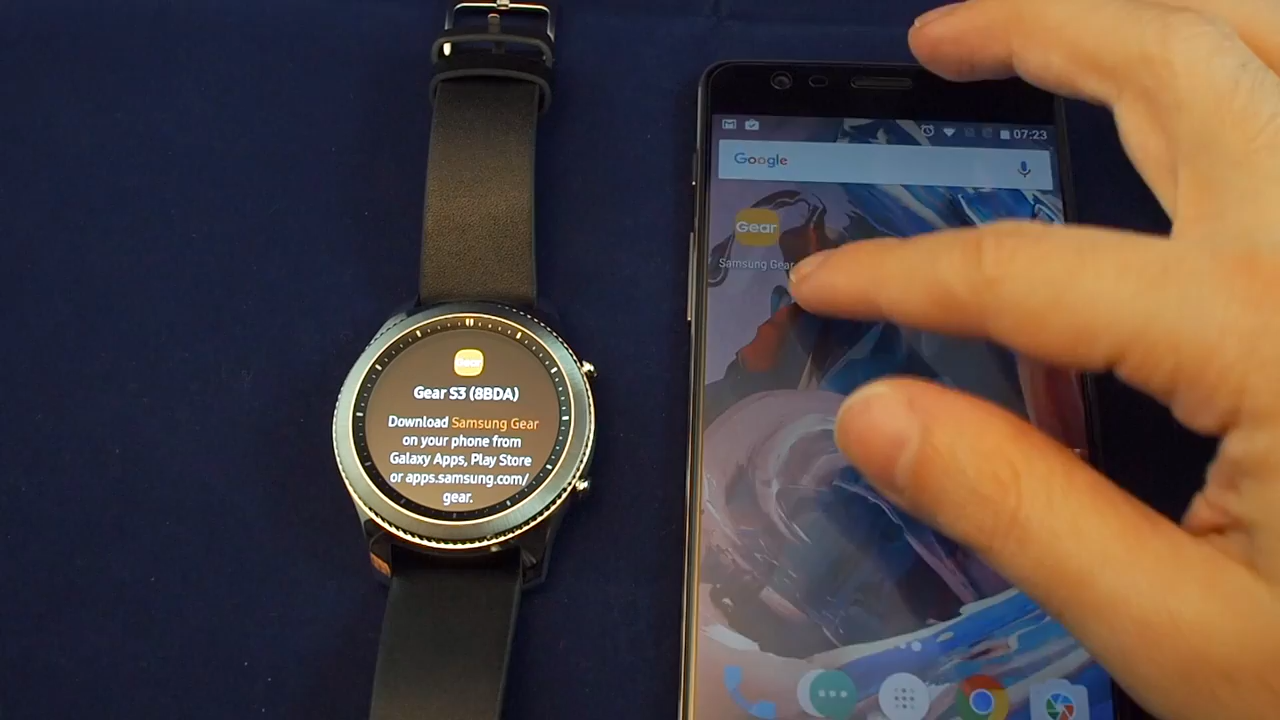 Gear
Gear S3 (8BDA)
Download Samsung Gear
on your phone from
Galaxy Apps, Play Store
or apps.samsung.com/
gear.
07:23
Google
Gear
Samsung Gear